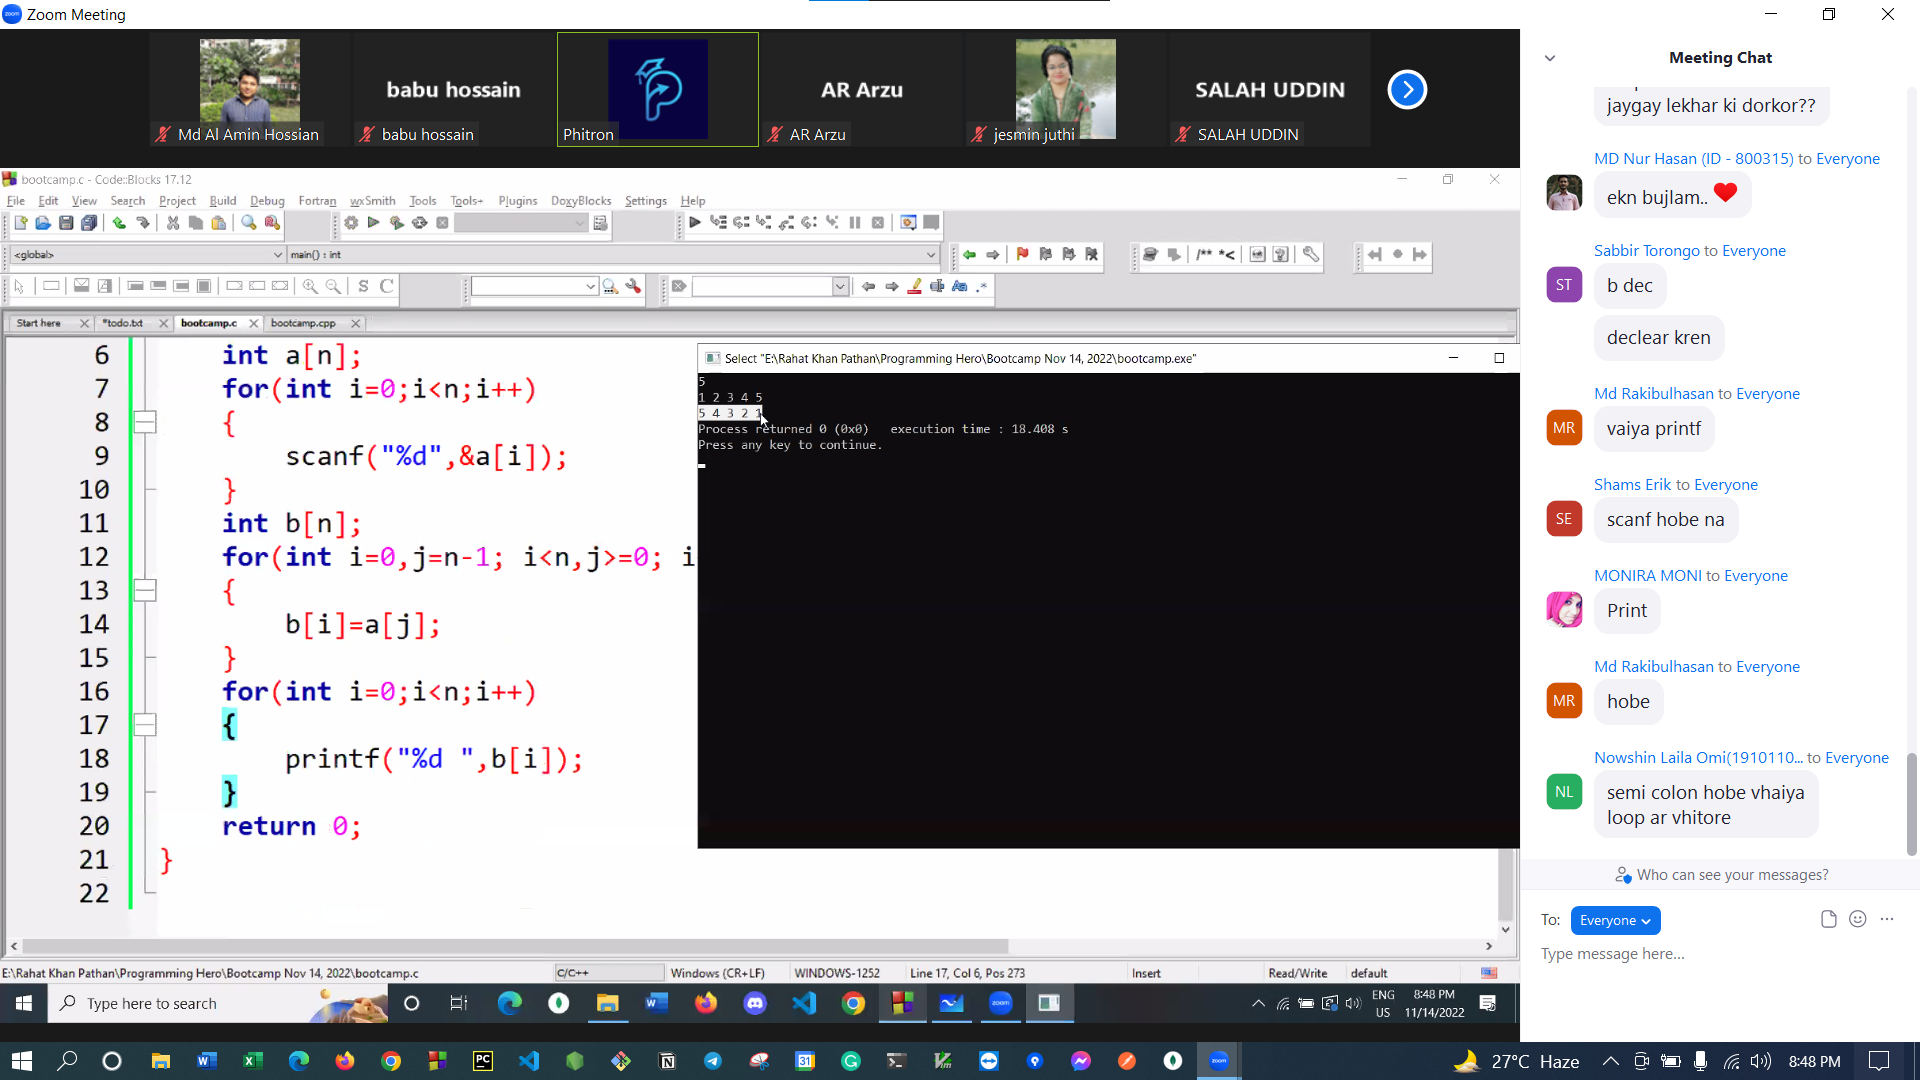 Zoom Meeting
babu hossain
AR Arzu
SALAH UDDIN
Md Al Amin Hossian
babu hossain
Phitron
AR Arzu
jesmin juthi
SALAH UDDIN
bootcamp.c - Code::Blocks 17.12
File Edit View Search Project Build Debug Fortran wxSmith Tools Tools+ Plugins DoxyBlocks Settings Help
<global>
main() : int
Start here
*todo.txt
bootcamp.c
bootcamp.cpp
6 int a[n];
7 for(int i=0;i<n;i++)
8 {
9 scanf("%d",&a[i]);
10 }
11 int b[n];
12 for(int i=0,j=n-1; i<n,j>=0; i
13 {
14 b[i]=a[j];
15 }
16 for(int i=0;i<n;i++)
17 {
18 printf("%d ",b[i]);
19 }
20 return 0;
21 }
22
Select "E:\Rahat Khan Pathan\Programming Hero\Bootcamp Nov 14, 2022\bootcamp.exe"
5
1 2 3 4 5
5 4 3 2 1
Process returned 0 (0x0)   execution time : 18.408 s
Press any key to continue.
E:\Rahat Khan Pathan\Programming Hero\Bootcamp Nov 14, 2022\bootcamp.c
C/C++
Windows (CR+LF)
WINDOWS-1252
Line 17, Col 6, Pos 273
Insert
Read/Write
default
Type here to search
ENG
US
8:48 PM
11/14/2022
Meeting Chat
jaygay lekhar ki dorkor??
MD Nur Hasan (ID - 800315) to Everyone
ekn bujlam.. ❤
Sabbir Torongo to Everyone
ST
b dec
declear kren
Md Rakibulhasan to Everyone
MR
vaiya printf
Shams Erik to Everyone
SE
scanf hobe na
MONIRA MONI to Everyone
Print
Md Rakibulhasan to Everyone
MR
hobe
Nowshin Laila Omi(1910110... to Everyone
NL
semi colon hobe vhaiya
loop ar vhitore
Who can see your messages?
To: Everyone
Type message here...
27°C Haze
8:48 PM